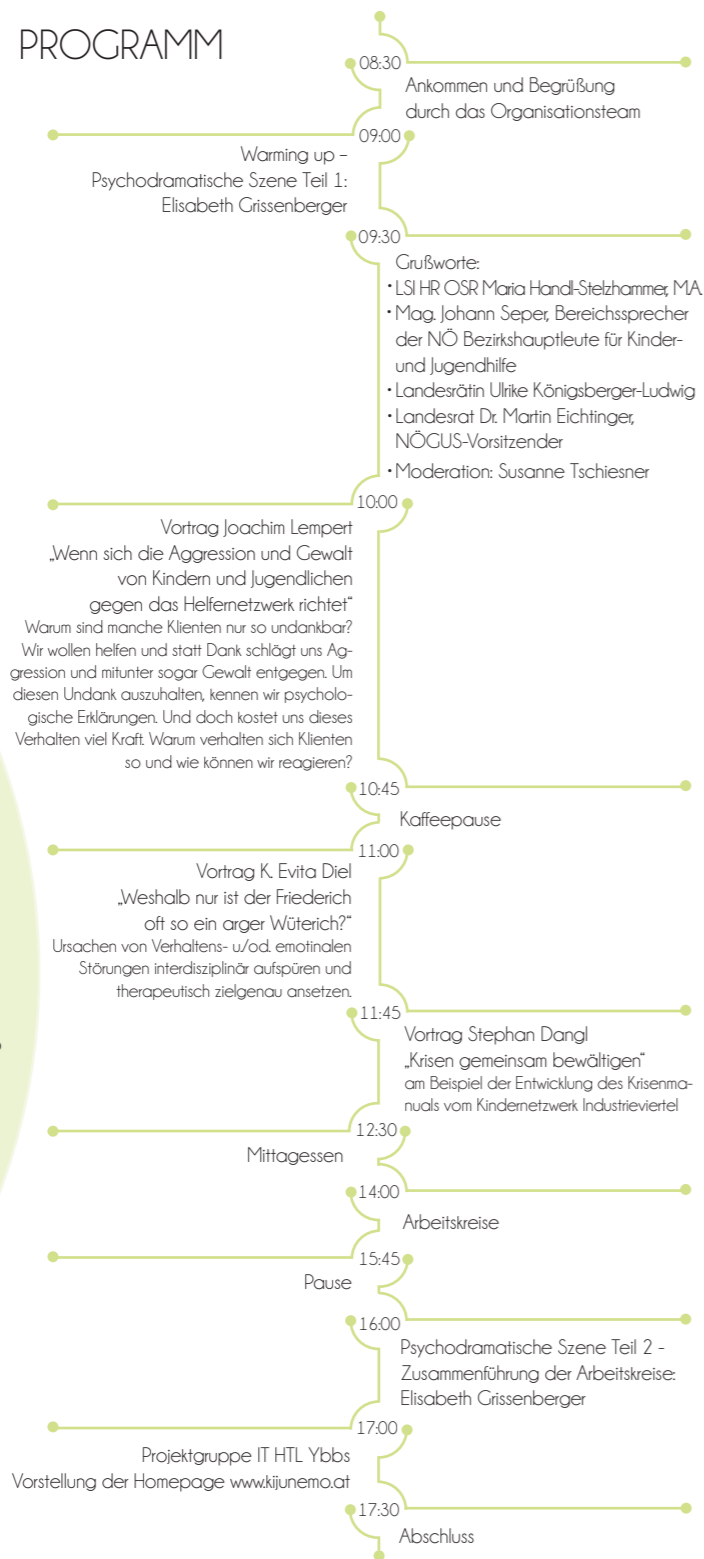 PROGRAMM
08:30
Ankommen und Begrüßung
durch das Organisationsteam
09:00
Warming up –
Psychodramatische Szene Teil 1:
Elisabeth Grissenberger
09:30
Grußworte:
• LSI HR OSR Maria Handl-Stelzhammer, MA.
• Mag. Johann Seper, Bereichssprecher
der NÖ Bezirkshauptleute für Kinder-
und Jugendhilfe
• Landesrätin Ulrike Königsberger-Ludwig
• Landesrat Dr. Martin Eichtinger,
NÖGUS-Vorsitzender
• Moderation: Susanne Tschiesner
10:00
Vortrag Joachim Lempert
„Wenn sich die Aggression und Gewalt
von Kindern und Jugendlichen
gegen das Helfernetzwerk richtet“
Warum sind manche Klienten nur so undankbar?
Wir wollen helfen und statt Dank schlägt uns Ag-
gression und mitunter sogar Gewalt entgegen. Um
diesen Undank auszuhalten, kennen wir psycholo-
gische Erklärungen. Und doch kostet uns dieses
Verhalten viel Kraft. Warum verhalten sich Klienten
so und wie können wir reagieren?
10:45
Kaffeepause
11:00
Vortrag K. Evita Diel
„Weshalb nur ist der Friederich
oft so ein arger Wüterich?“
Ursachen von Verhaltens- u/od. emotinalen
Störungen interdisziplinär aufspüren und
therapeutisch zielgenau ansetzen.
11:45
Vortrag Stephan Dangl
„Krisen gemeinsam bewältigen“
am Beispiel der Entwicklung des Krisenma-
nuals vom Kindernetzwerk Industrieviertel
12:30
Mittagessen
14:00
Arbeitskreise
15:45
Pause
16:00
Psychodramatische Szene Teil 2 -
Zusammenführung der Arbeitskreise:
Elisabeth Grissenberger
17:00
Projektgruppe IT HTL Ybbs
Vorstellung der Homepage www.kijunemo.at
17:30
Abschluss